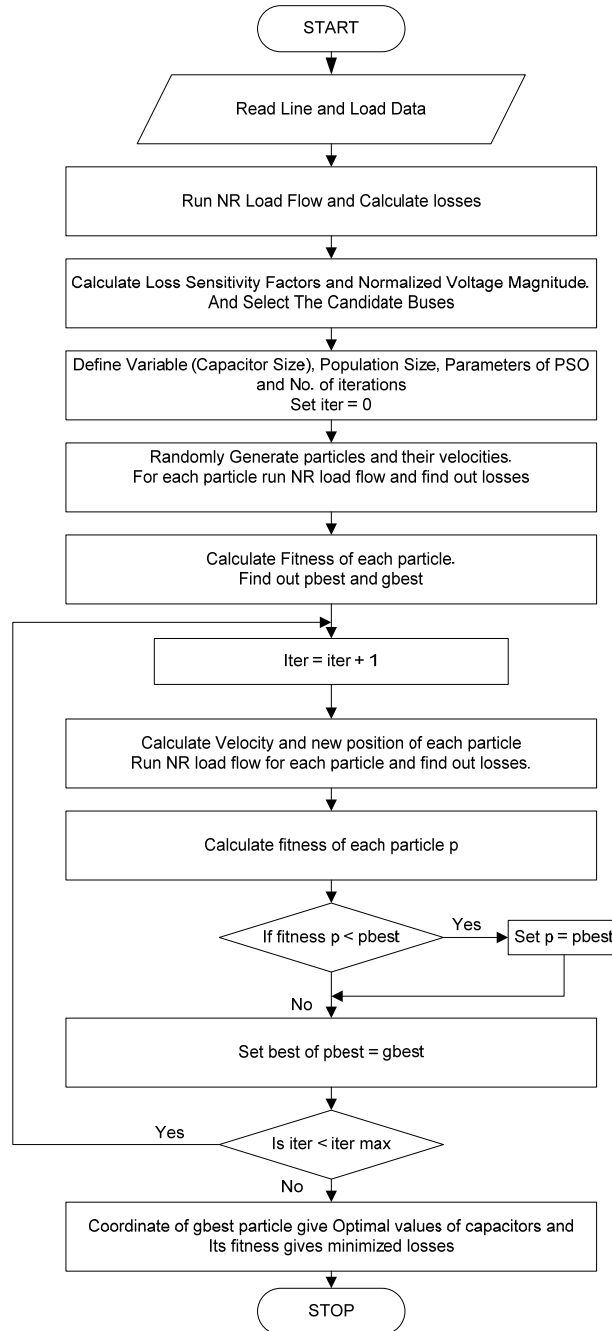 START
Read Line and Load Data
Run NR Load Flow and Calculate losses
Calculate Loss Sensitivity Factors and Normalized Voltage Magnitude.
And Select The Candidate Buses
Define Variable (Capacitor Size), Population Size, Parameters of PSO
and No. of iterations
Set iter = 0
Randomly Generate particles and their velocities.
For each particle run NR load flow and find out losses
Calculate Fitness of each particle.
Find out pbest and gbest
Iter = iter + 1
Calculate Velocity and new position of each particle
Run NR load flow for each particle and find out losses.
Calculate fitness of each particle p
If fitness p < pbest
Yes
Set p = pbest
No
Set best of pbest = gbest
Yes
Is iter < iter max
No
Coordinate of gbest particle give Optimal values of capacitors and
Its fitness gives minimized losses
STOP